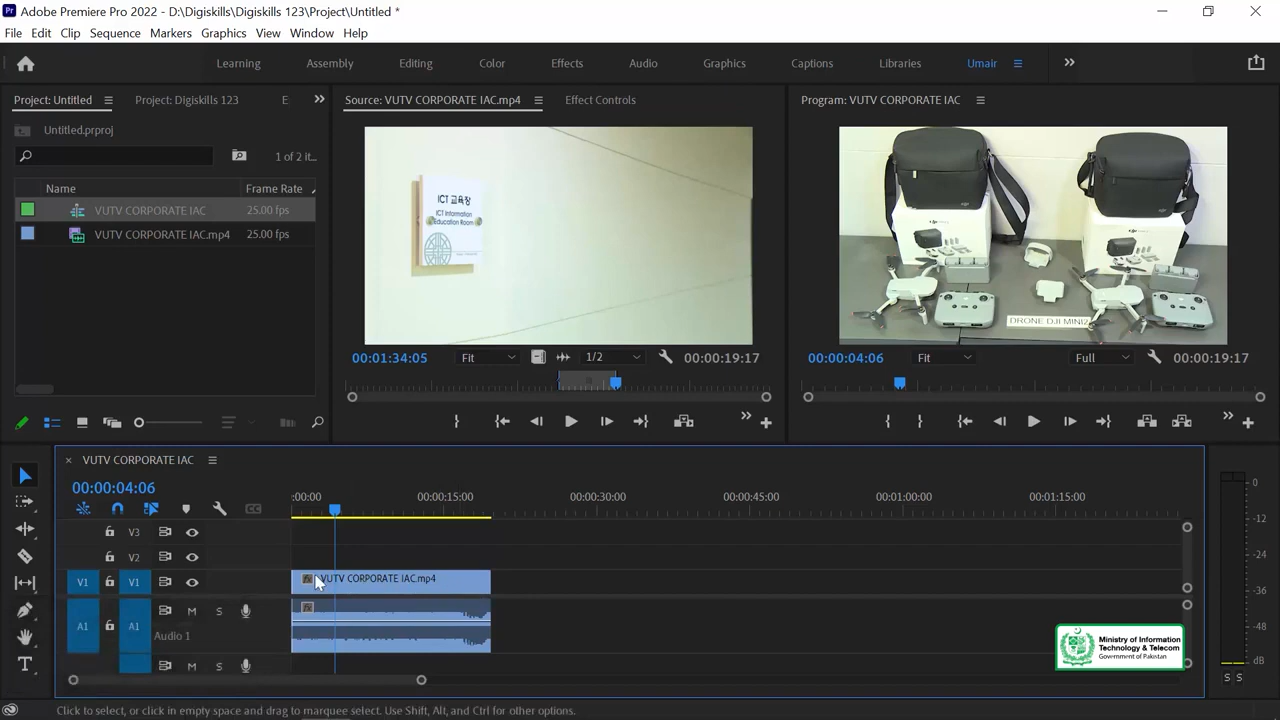 Adobe Premiere Pro 2022 - D:\Digiskills\Digiskills 123\Project\Untitled *
File Edit Clip Sequence Markers Graphics View Window Help
Learning Assembly Editing Color Effects Audio Graphics Captions Libraries Umair
Project: Untitled Project: Digiskills 123 E
Source: VUTV CORPORATE IAC.mp4 Effect Controls
Program: VUTV CORPORATE IAC
Untitled.prproj
1 of 2 it...
Name Frame Rate
VUTV CORPORATE IAC 25.00 fps
VUTV CORPORATE IAC.mp4 25.00 fps
ICT 교육장
ICT Information
Education Room
DRONE DJI MINI2
00:01:34:05 Fit 1/2 00:00:19:17
00:00:04:06 Fit Full 00:00:19:17
VUTV CORPORATE IAC
00:00:04:06
:00:00 00:00:15:00 00:00:30:00 00:00:45:00 00:01:00:00 00:01:15:00
V3
V2
V1 V1 fx VUTV CORPORATE IAC.mp4
M S fx
A1 A1
Audio 1
M S
0
-6
-12
-18
-24
-30
-36
-42
-48
-54
dB
S S
Ministry of Information
Technology & Telecom
Government of Pakistan
Click to select, or click in empty space and drag to marquee select. Use Shift, Alt, and Ctrl for other options.